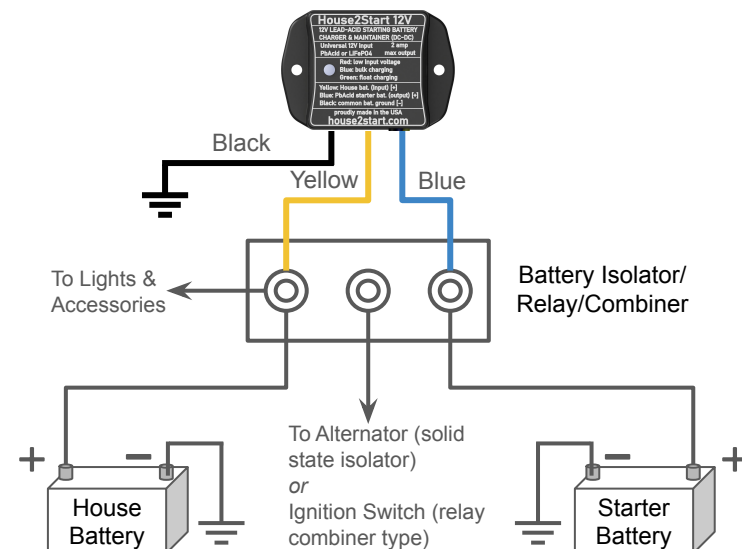 House2Start 12V
12V LEAD-ACID STARTING BATTERY
CHARGER & MAINTAINER (DC-DC)
Universal 12V Input 2 amp
PbAcid or LiFePO4 max output
Red: low input voltage
Blue: bulk charging
Green: float charging
Yellow: House bat. (input) [+]
Blue: PbAcid starter bat. (output) [+]
Black: common bat. ground [-]
proudly made in the USA
house2start.com
Black
Yellow
Blue
To Lights &
Accessories
Battery Isolator/
Relay/Combiner
To Alternator (solid
state isolator)
or
Ignition Switch (relay
combiner type)
+
−
House
Battery
−
+
Starter
Battery